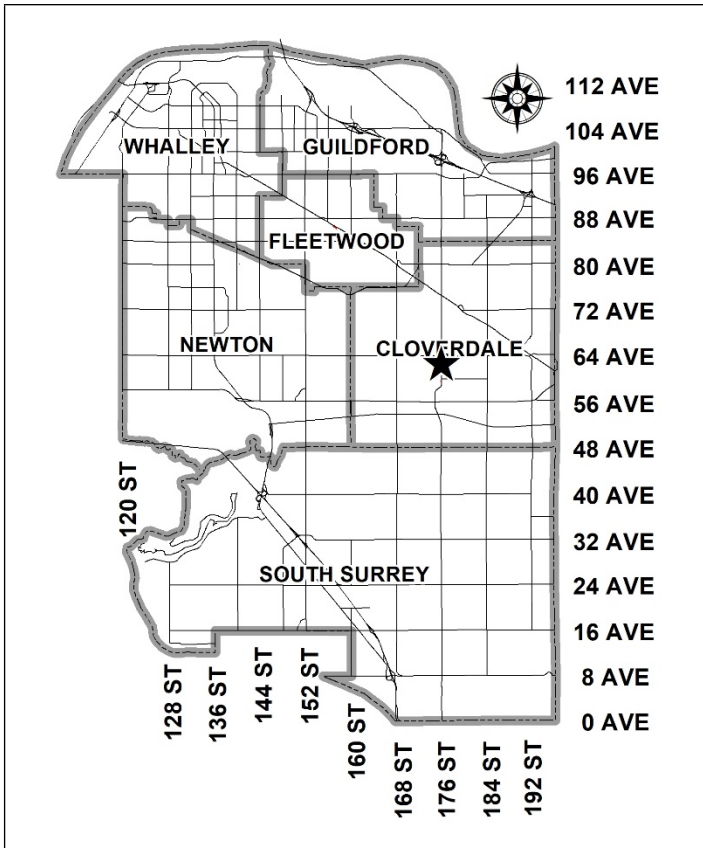 112 AVE
104 AVE
WHALLEY
GUILDFORD
96 AVE
88 AVE
FLEETWOOD
80 AVE
72 AVE
NEWTON
CLOVERDALE
64 AVE
56 AVE
48 AVE
120 ST
40 AVE
32 AVE
SOUTH SURREY
24 AVE
16 AVE
8 AVE
0 AVE
128 ST
136 ST
144 ST
152 ST
160 ST
168 ST
176 ST
184 ST
192 ST